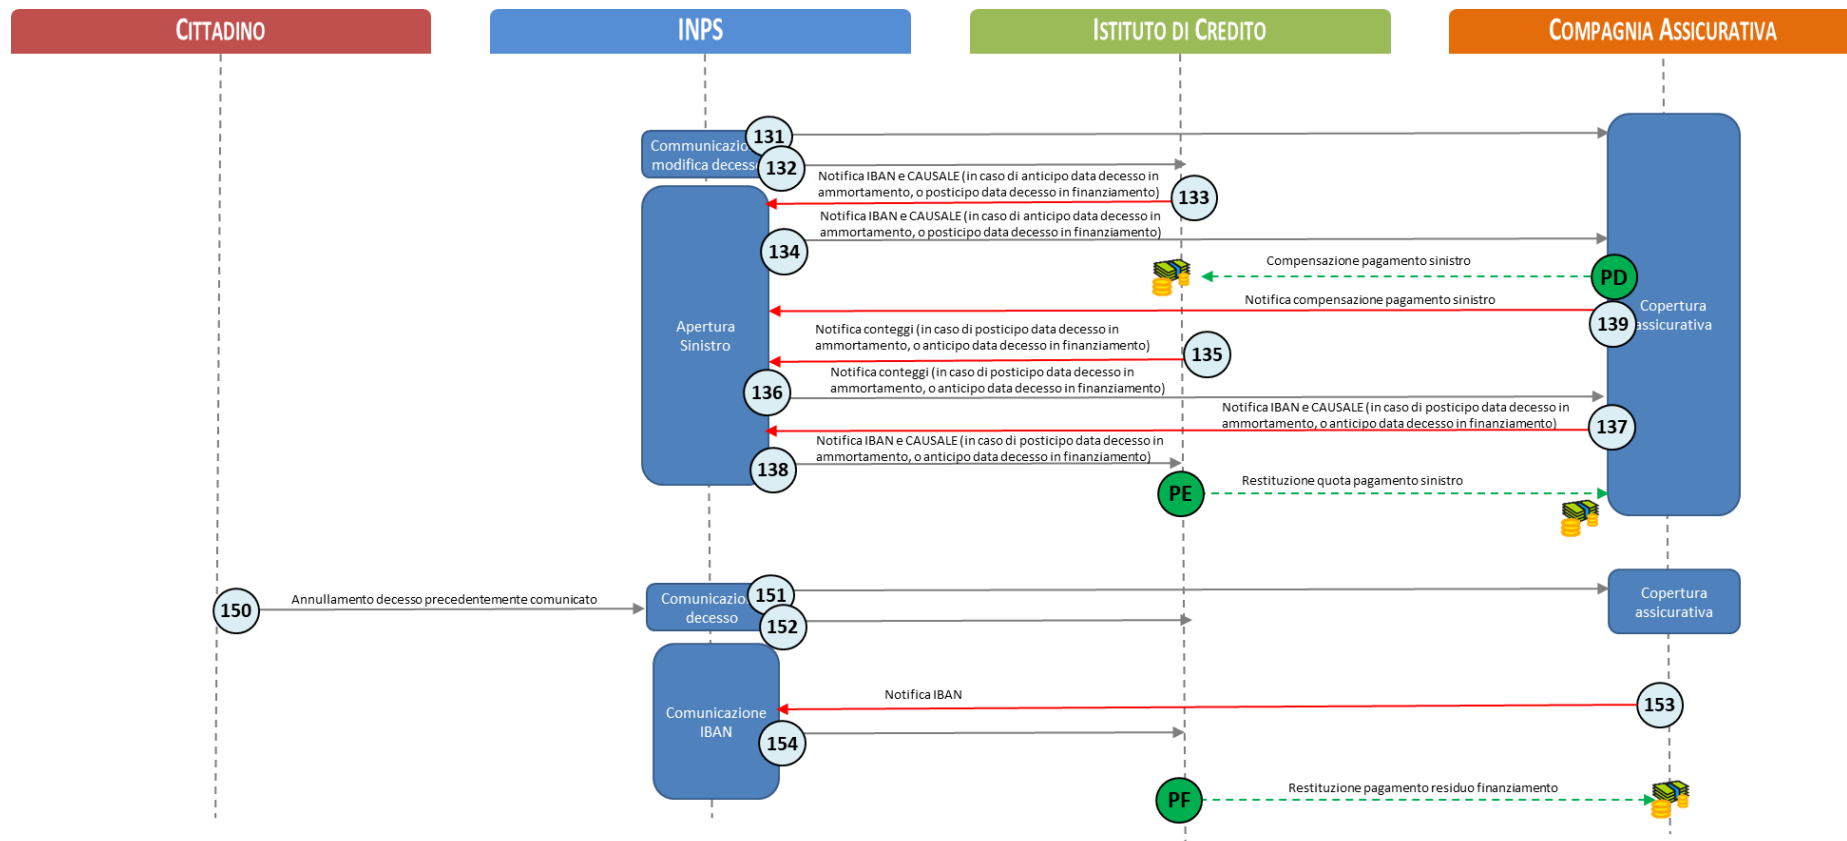 CITTADINO
INPS
ISTITUTO DI CREDITO
COMPAGNIA ASSICURATIVA
131
Communicazio
modifica decesso
132
Notifica IBAN e CAUSALE (in caso di anticipo data decesso in
ammortamento, o posticipo data decesso in finanziamento)
133
Notifica IBAN e CAUSALE (in caso di anticipo data decesso in
ammortamento, o posticipo data decesso in finanziamento)
134
Compensazione pagamento sinistro
PD
Notifica compensazione pagamento sinistro
139
Copertura
assicurativa
Apertura
Sinistro
Notifica conteggi (in caso di posticipo data decesso in
ammortamento, o anticipo data decesso in finanziamento)
135
Notifica conteggi (in caso di posticipo data decesso in
ammortamento, o anticipo data decesso in finanziamento)
136
Notifica IBAN e CAUSALE (in caso di posticipo data decesso in
ammortamento, o anticipo data decesso in finanziamento)
137
Notifica IBAN e CAUSALE (in caso di posticipo data decesso in
ammortamento, o anticipo data decesso in finanziamento)
138
PE
Restituzione quota pagamento sinistro
150
Annullamento decesso precedentemente comunicato
Comunicazio
decesso
151
152
Copertura
assicurativa
Notifica IBAN
153
Comunicazione
IBAN
154
PF
Restituzione pagamento residuo finanziamento